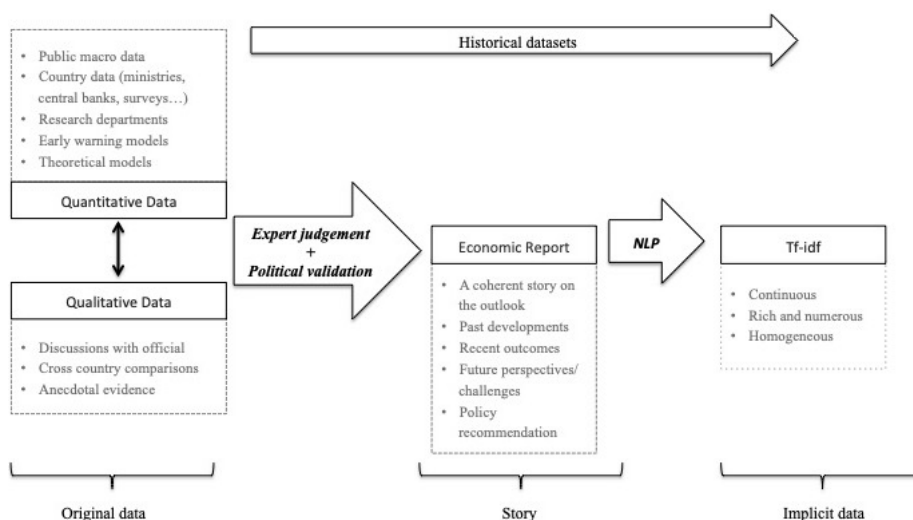 Historical datasets
• Public macro data
• Country data (ministries,
central banks, surveys…)
• Research departments
• Early warning models
• Theoretical models
Quantitative Data
Qualitative Data
• Discussions with official
• Cross country comparisons
• Anecdotal evidence
Original data
Expert judgement
+
Political validation
Economic Report
• A coherent story on
the outlook
• Past developments
• Recent outcomes
• Future perspectives/
challenges
• Policy
recommendation
Story
NLP
Tf-idf
• Continuous
• Rich and numerous
• Homogeneous
Implicit data